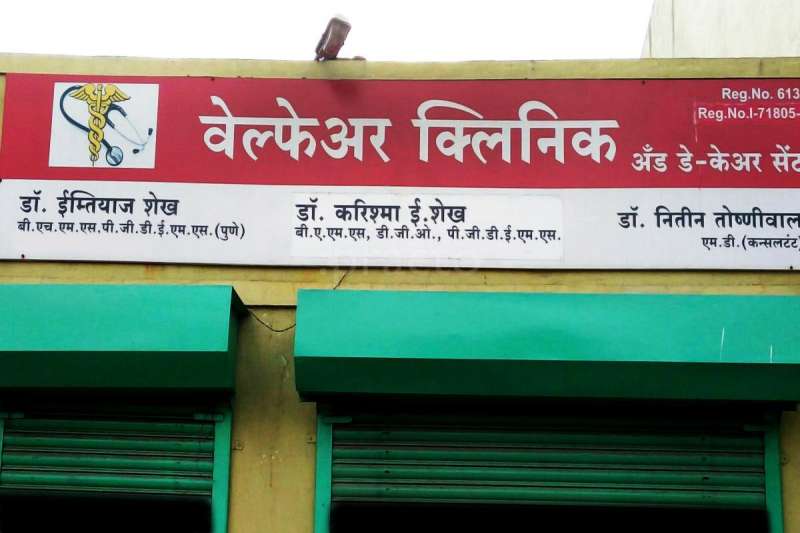 Reg.No. 613
Reg.No.I-71805-
वेल्फेअर क्लिनिक
अँड डे-केअर सेंट
डॉ. ईम्तियाज शेख
बी.एच.एम.एस.पी.जी.डी.ई.एम.एस.(पुणे)
डॉ. करिश्मा ई.शेख
बी.ए.एम.एस, डी.जी.ओ., पी.जी.डी.ई.एम.एस.
डॉ. नितीन तोष्णीवाल
एम.डी.(कन्सलटंट)